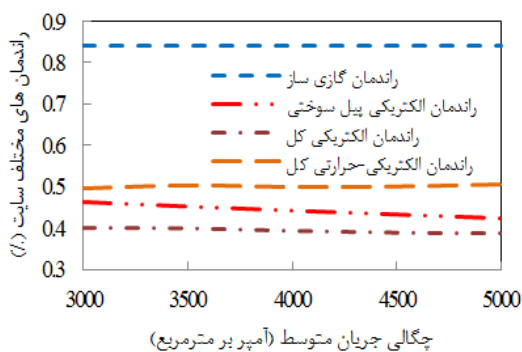 راندمان های مختلف سایت (٪)
0.9
0.8
0.7
0.6
0.5
0.4
0.3
راندمان گازی ساز
راندمان الکتریکی پیل سوختی
راندمان الکتریکی کل
راندمان الکتریکی-حرارتی کل
3000 3500 4000 4500 5000
چگالی جریان متوسط (آمپر بر مترمربع)